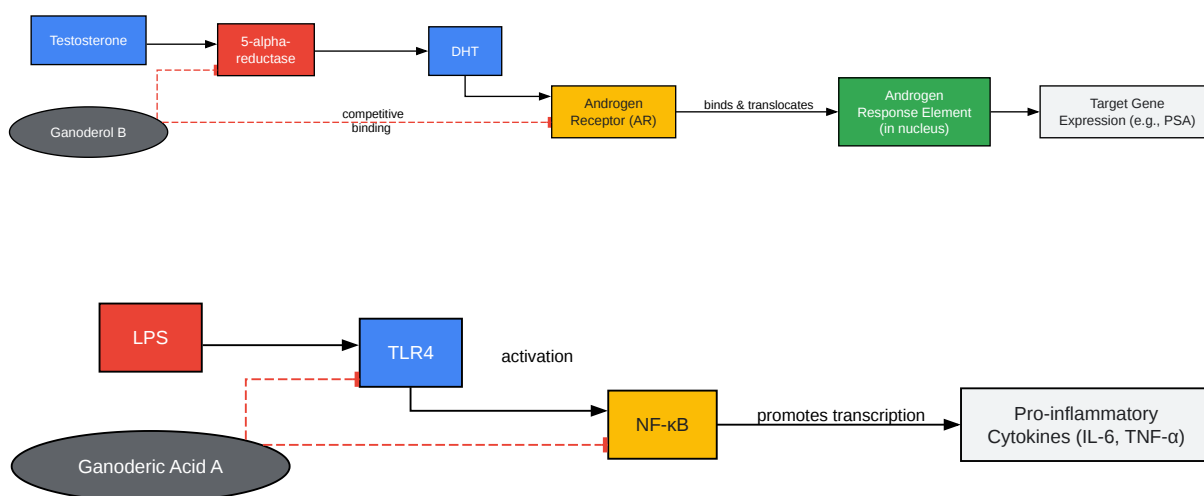 Testosterone
5-alpha-
reductase
DHT
Ganoderol B
competitive
binding
Androgen
Receptor (AR)
binds & translocates
Androgen
Response Element
(in nucleus)
Target Gene
Expression (e.g., PSA)
LPS
TLR4
activation
Ganoderic Acid A
NF-κB
promotes transcription
Pro-inflammatory
Cytokines (IL-6, TNF-α)